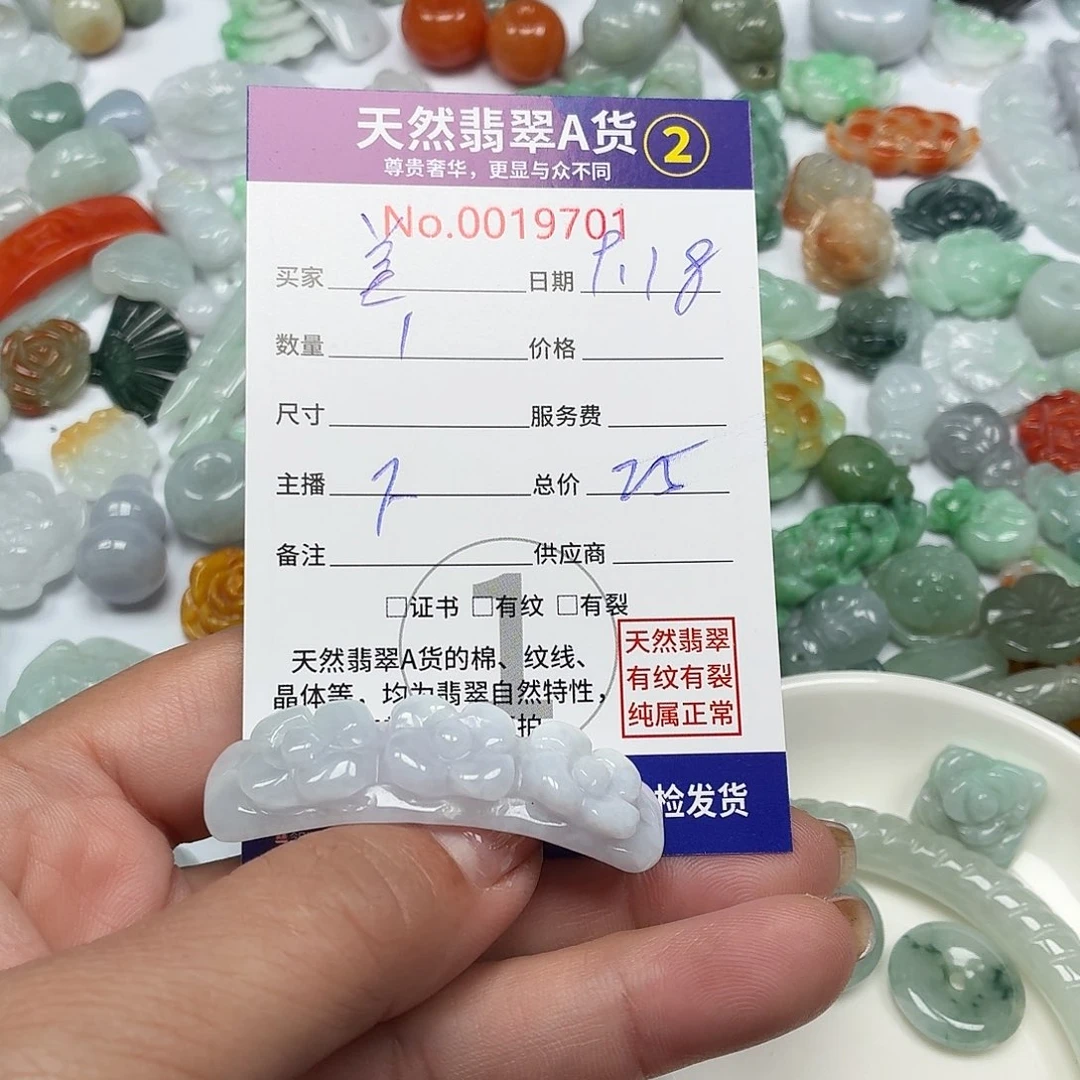 天然翡翠A货 2
尊贵奢华，更显与众不同
No.0019701
买家 日期
数量 1 价格
尺寸 服务费
主播 7 总价 25
备注 供应商
1
□证书 □有纹 □有裂
天然翡翠A货的棉、纹线、
晶体等，均为翡翠自然特性，
护
天然翡翠
有纹有裂
纯属正常
检发货